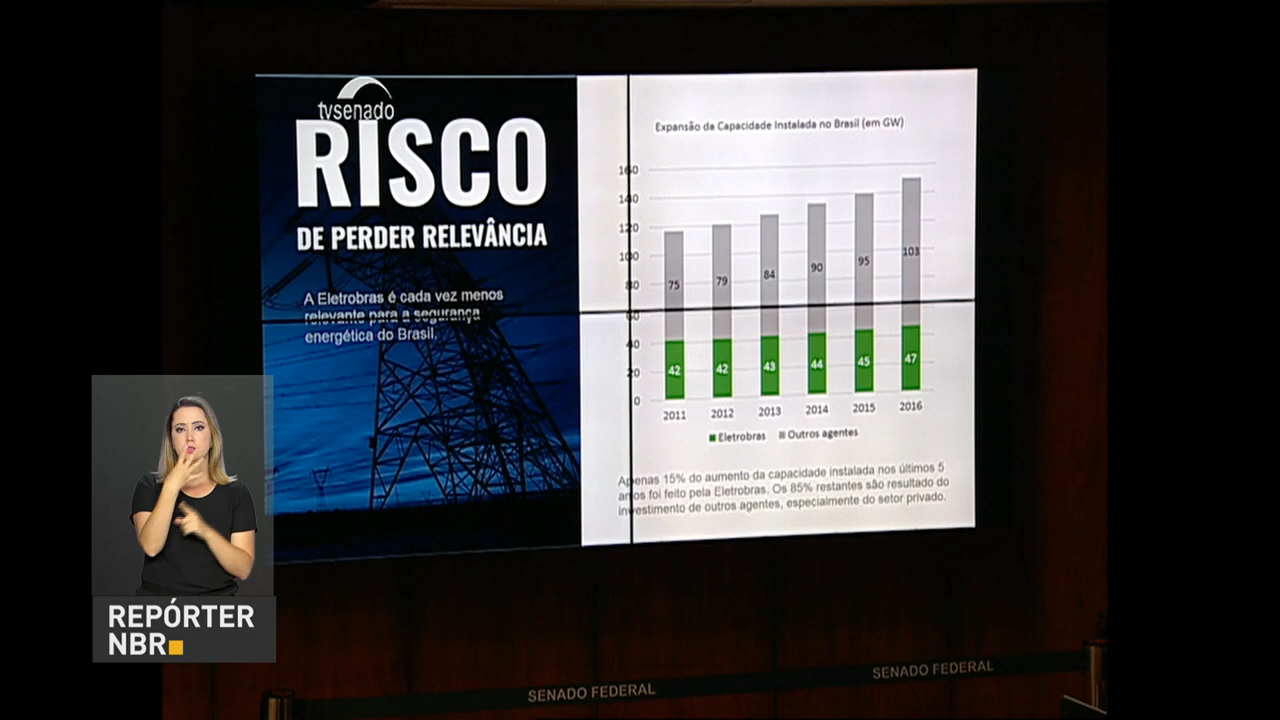 tvsenado
RISCO
DE PERDER RELEVÂNCIA
A Eletrobras é cada vez menos
relevante para a segurança
energética do Brasil.
Expansão da Capacidade Instalada no Brasil (em GW)
160
140
120
100
80
60
40
20
0
75
79
84
90
95
103
42
42
43
44
45
47
2011
2012
2013
2014
2015
2016
Eletrobras
Outros agentes
Apenas 15% do aumento da capacidade instalada nos últimos 5
anos foi feito pela Eletrobras. Os 85% restantes são resultado do
investimento de outros agentes, especialmente do setor privado.
REPÓRTER
NBR
SENADO FEDERAL
SENADO FEDERAL